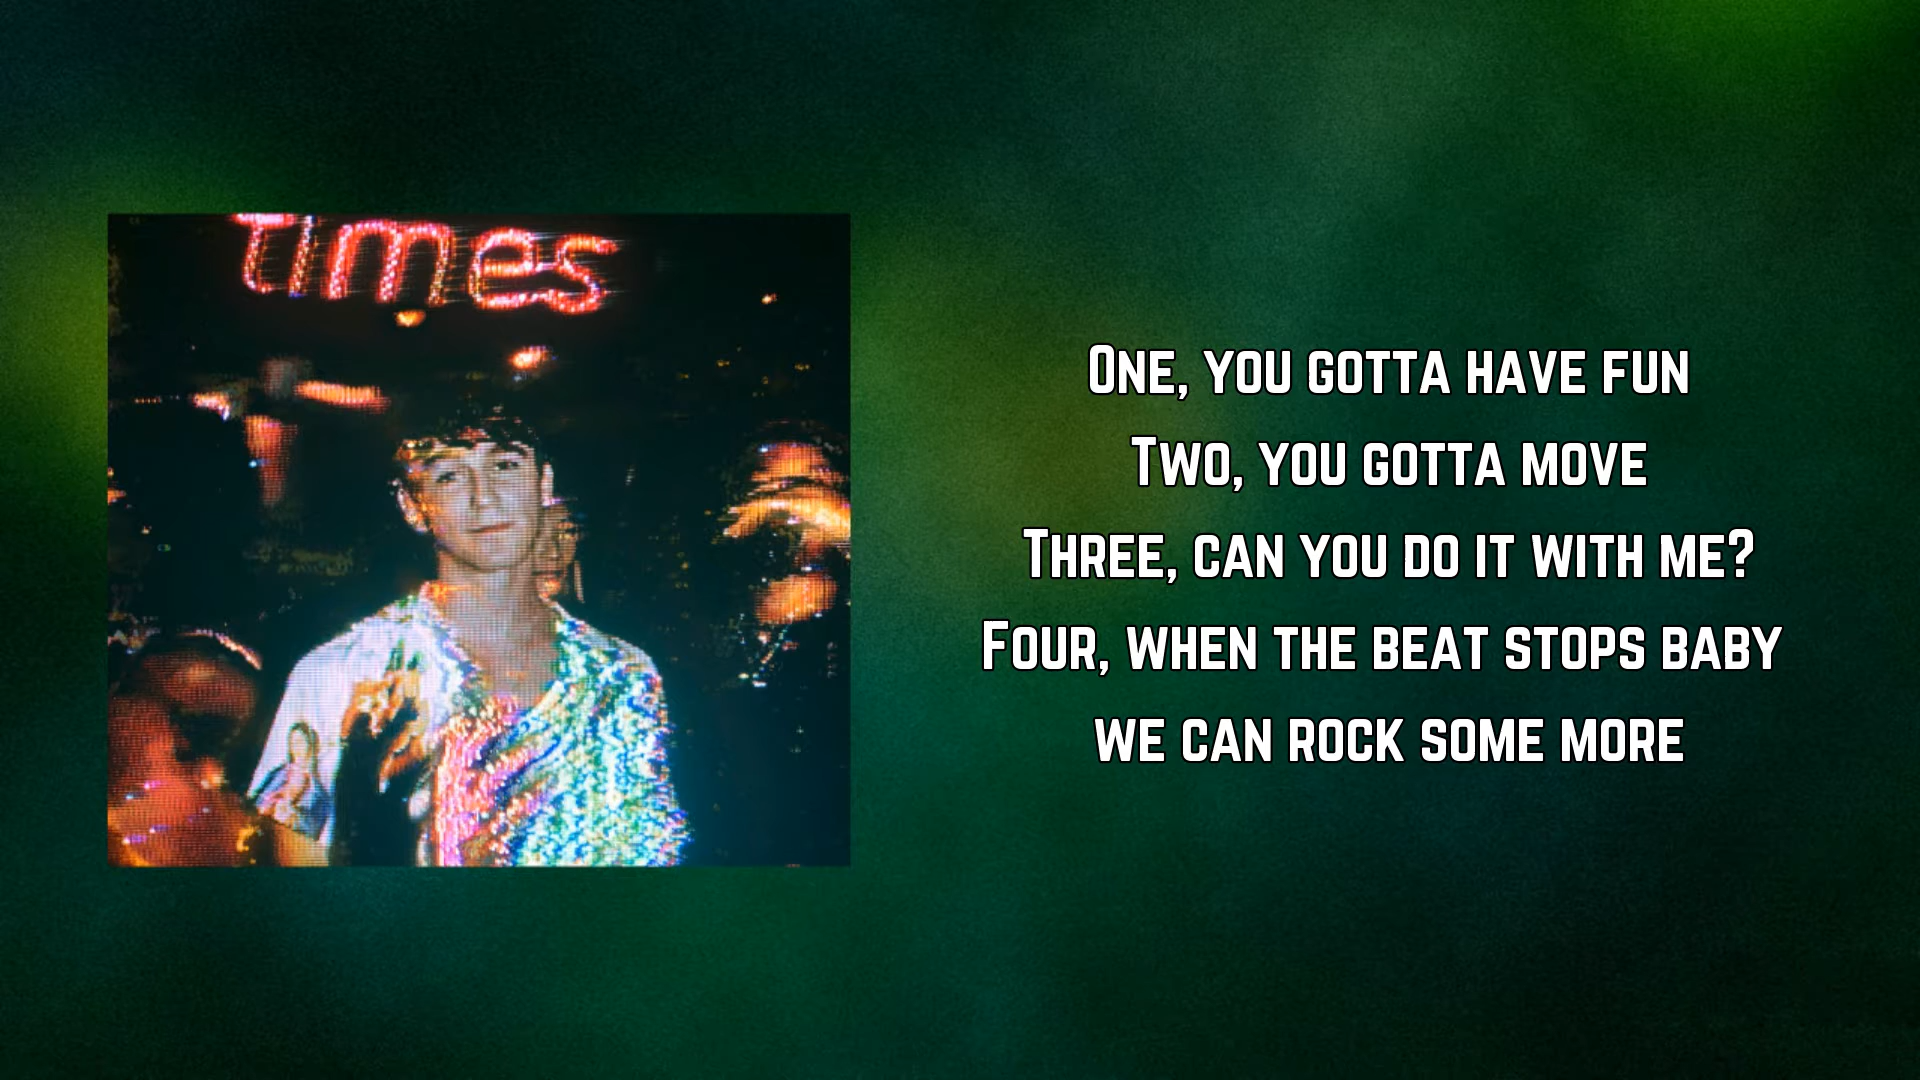 times
One, you gotta have fun
Two, you gotta move
Three, can you do it with me?
Four, when the beat stops baby
we can rock some more